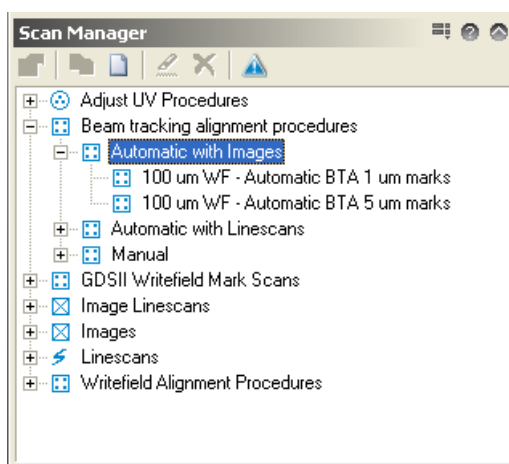 Scan Manager
Adjust UV Procedures
Beam tracking alignment procedures
Automatic with Images
100 um WF - Automatic BTA 1 um marks
100 um WF - Automatic BTA 5 um marks
Automatic with Linescans
Manual
GDSII Writefield Mark Scans
Image Linescans
Images
Linescans
Writefield Alignment Procedures